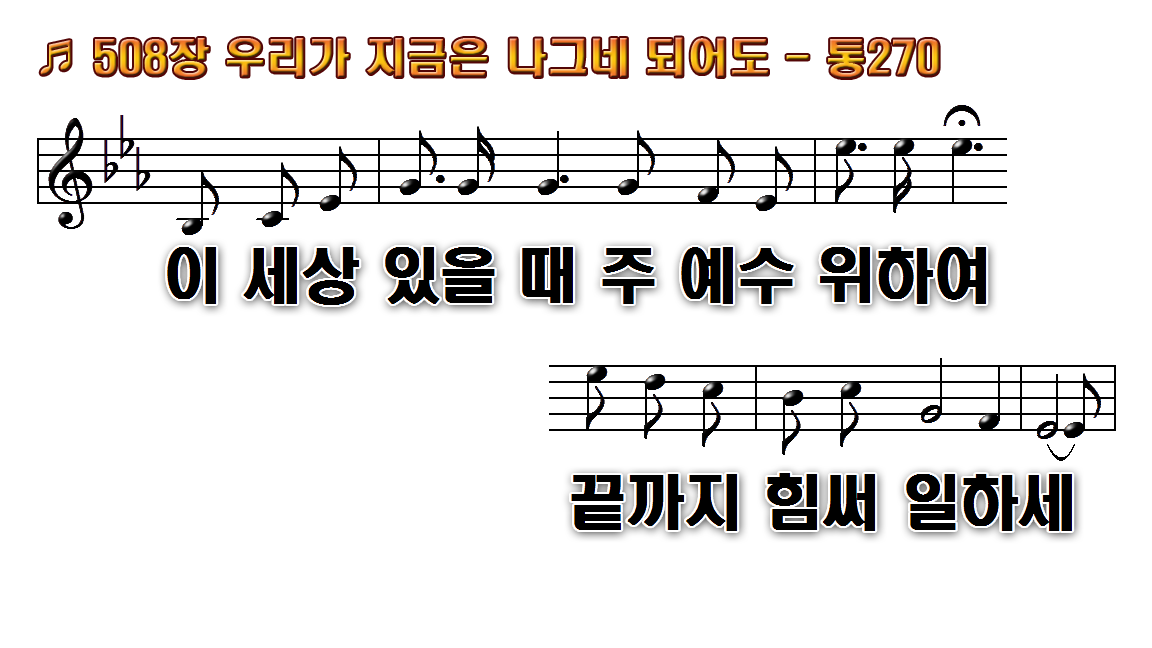 ♬ 508장 우리가 지금은 나그네 되어도 - 통270
이 세상 있을 때 주 예수 위하여
끝까지 힘써 일하세